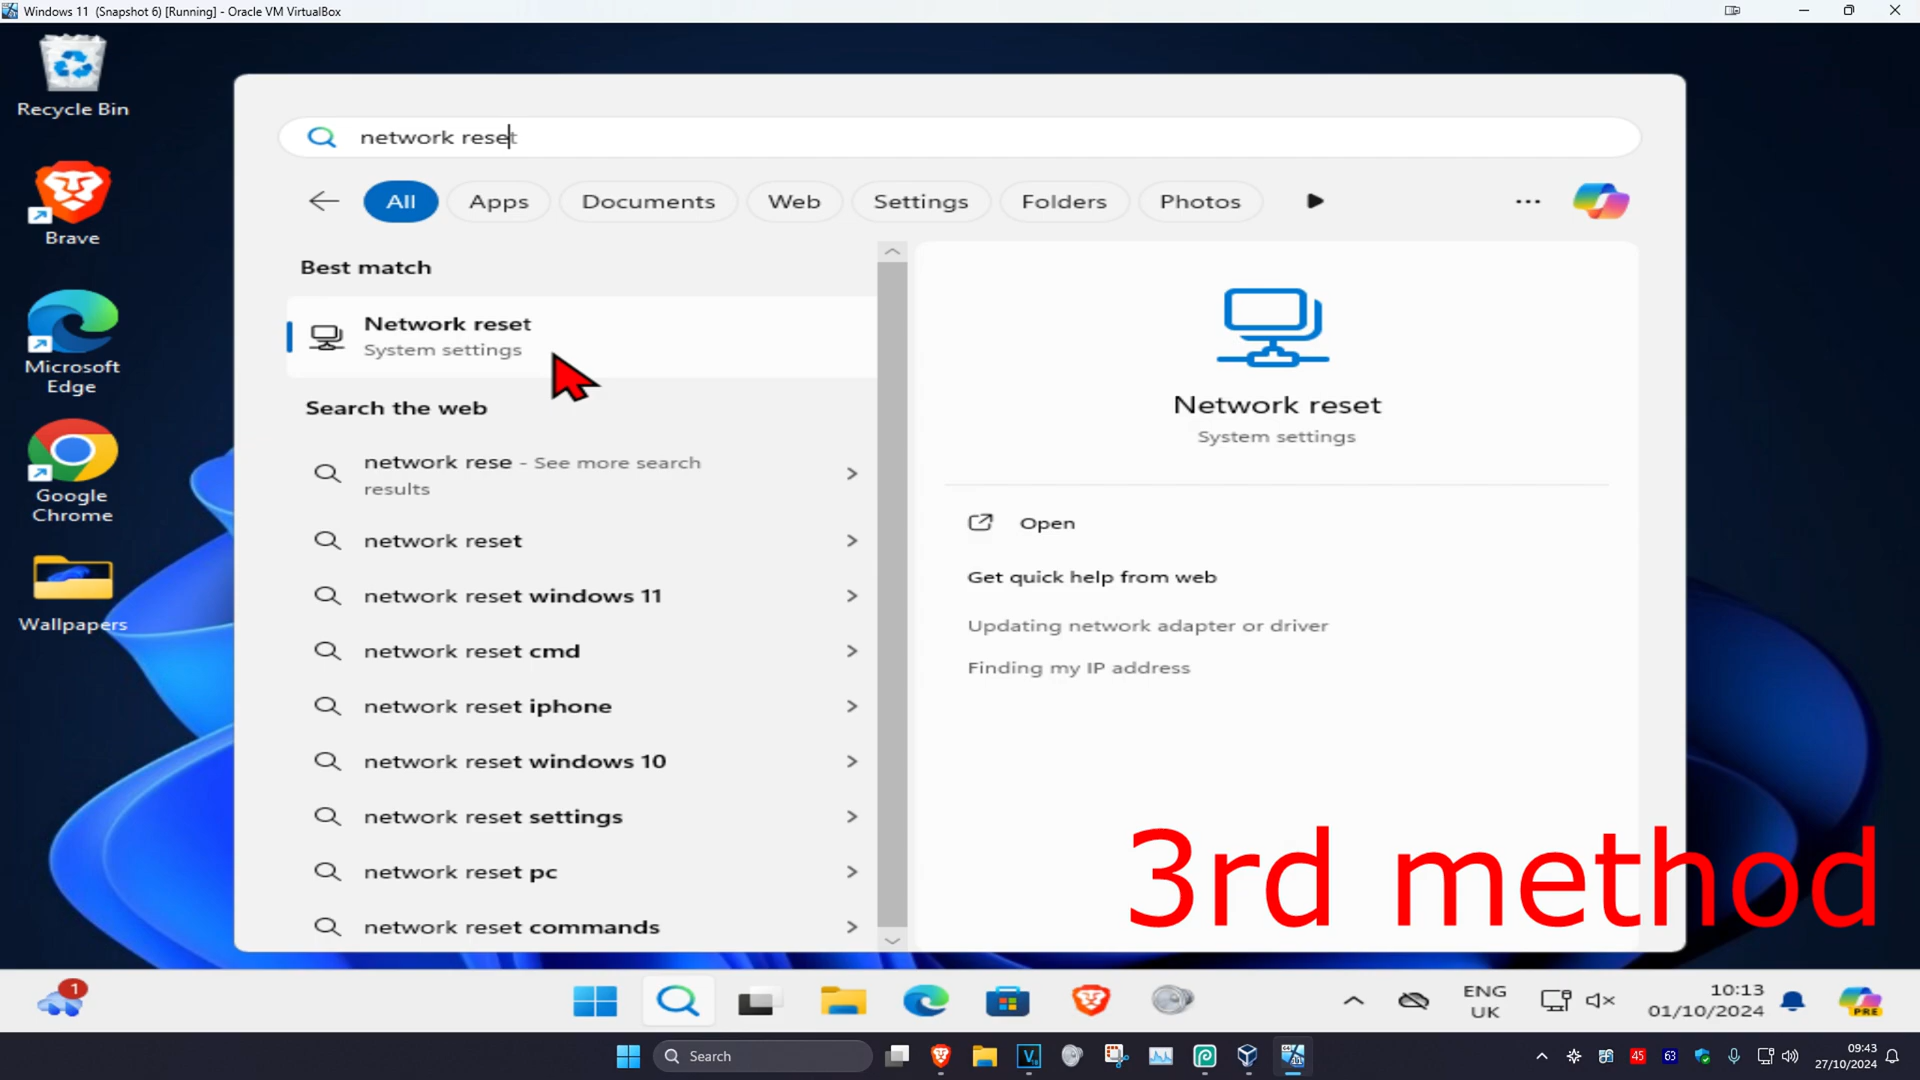 Windows 11 (Snapshot 6) [Running] - Oracle VM VirtualBox
Recycle Bin
Brave
Microsoft
Edge
Google
Chrome
Wallpapers
network reset
All
Apps
Documents
Web
Settings
Folders
Photos
Best match
Network reset
System settings
Search the web
network rese - See more search
results
network reset
network reset windows 11
network reset cmd
network reset iphone
network reset windows 10
network reset settings
network reset pc
network reset commands
Network reset
System settings
Open
Get quick help from web
Updating network adapter or driver
Finding my IP address
3rd method
1
ENG
UK
10:13
01/10/2024
PRE
Search
45
63
09:43
27/10/2024